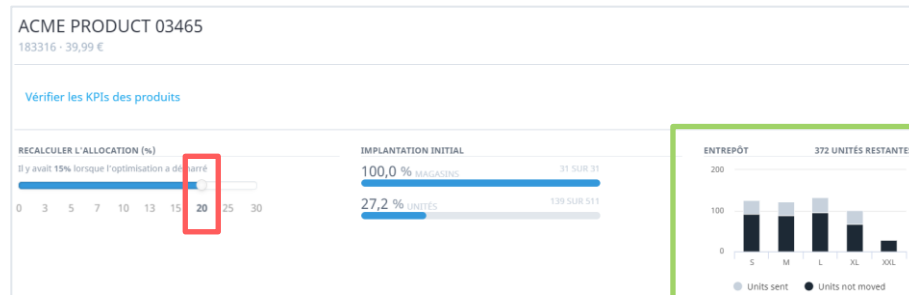 ACME PRODUCT 03465
183316 · 39,99 €
Vérifier les KPIs des produits
RECALCULER L'ALLOCATION (%)
Il y avait 15% lorsque l'optimisation a démarré
0 3 5 7 10 13 15 20 25 30
IMPLANTATION INITIAL
100,0 % MAGASINS 31 SUR 31
27,2 % UNITÉS 139 SUR 511
ENTREPÔT 372 UNITÉS RESTANTES
200
100
0
S M L XL XXL
Units sent Units not moved